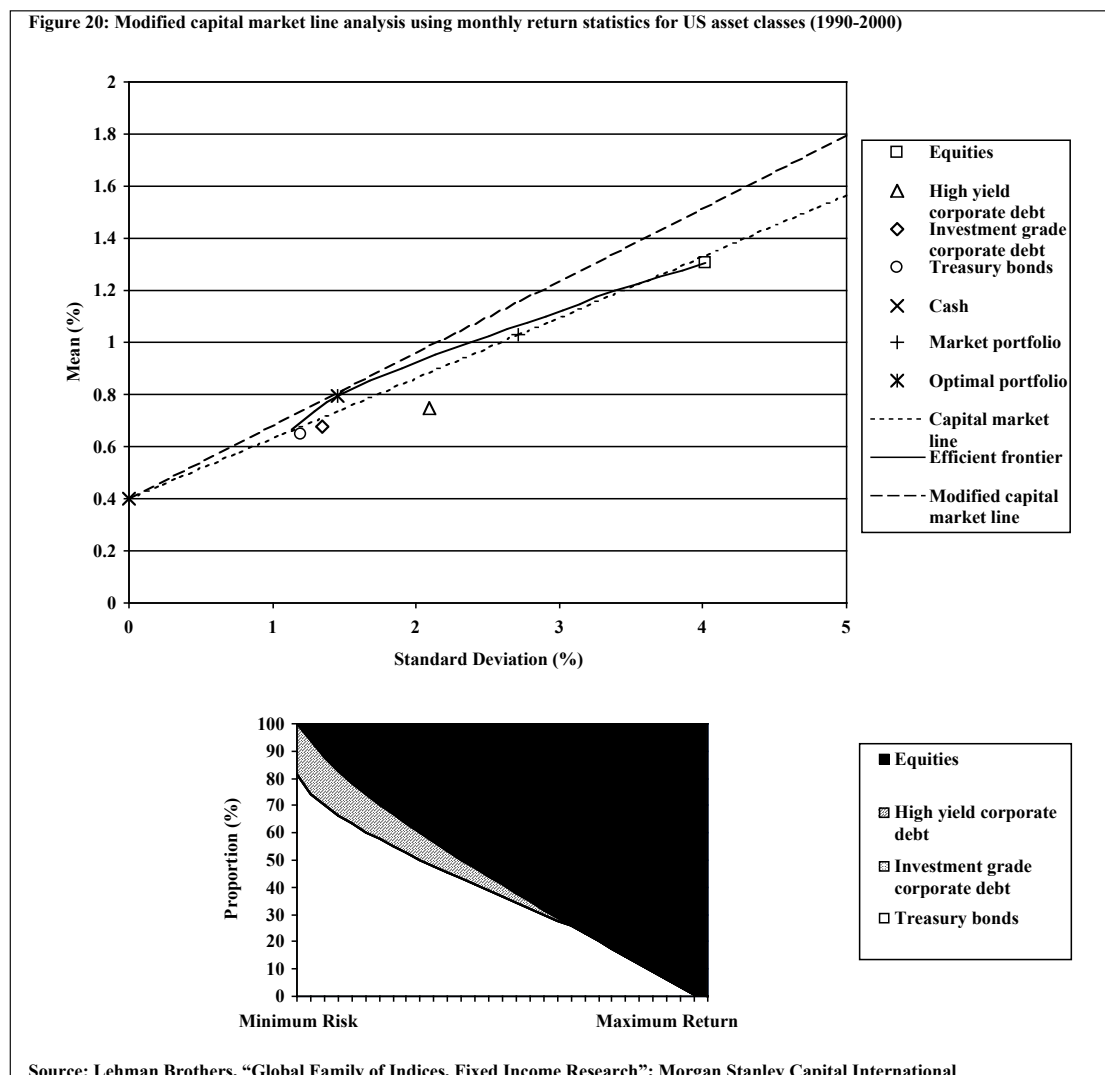 Figure 20: Modified capital market line analysis using monthly return statistics for US asset classes (1990-2000)
2
1.8
1.6
1.4
1.2
1
0.8
0.6
0.4
0.2
0
Mean (%)
0 1 2 3 4 5
Standard Deviation (%)
Equities
High yield
corporate debt
Investment grade
corporate debt
Treasury bonds
Cash
Market portfolio
Optimal portfolio
Capital market
line
Efficient frontier
Modified capital
market line
100
90
80
70
60
50
40
30
20
10
0
Proportion (%)
Minimum Risk Maximum Return
Equities
High yield corporate
debt
Investment grade
corporate debt
Treasury bonds
Source: Lehman Brothers, “Global Family of Indices, Fixed Income Research”; Morgan Stanley Capital International